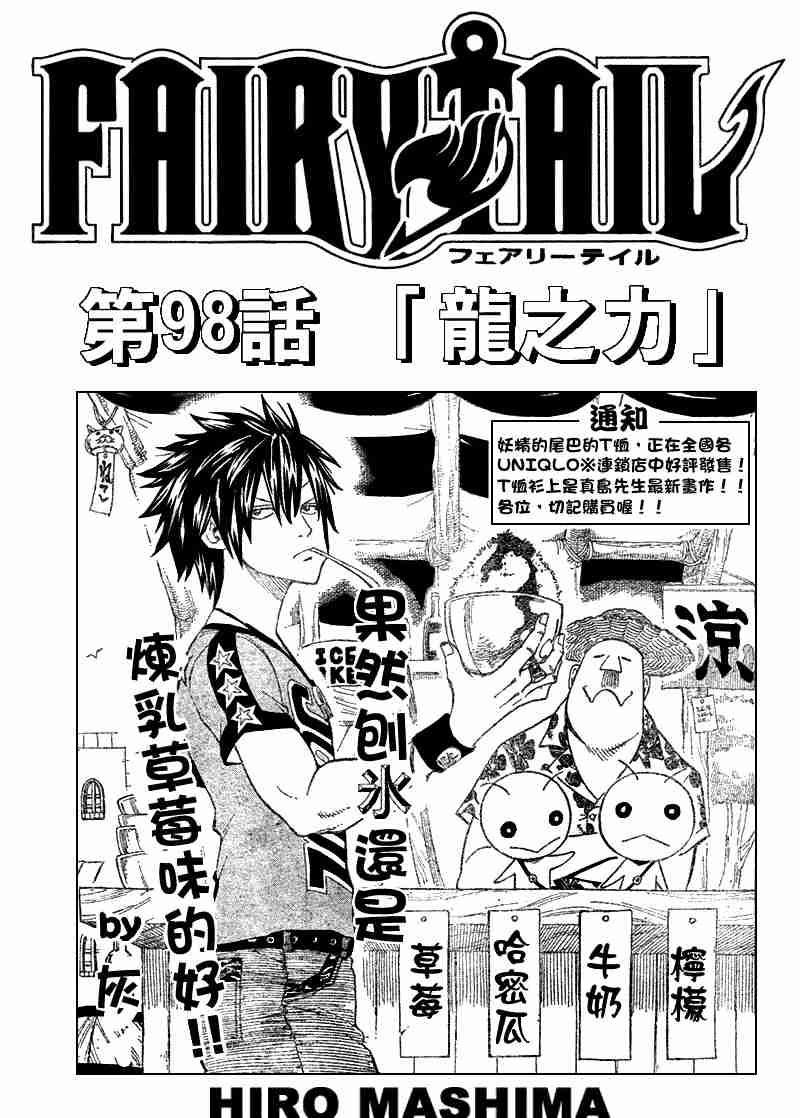 FAIRY TAIL
フェアリーテイル
第98話 「龍之力」
通知
妖精的尾巴的T恤,正在全國各
UNIQLO※連鎖店中好評發售!
T恤衫上是真島先生最新畫作!!
各位,切記購買喔!!
涼
ICE
KE
果然刨氷還是
煉乳草莓味的好!!
by 灰
草莓
哈密瓜
牛奶
檸檬
HIRO MASHIMA